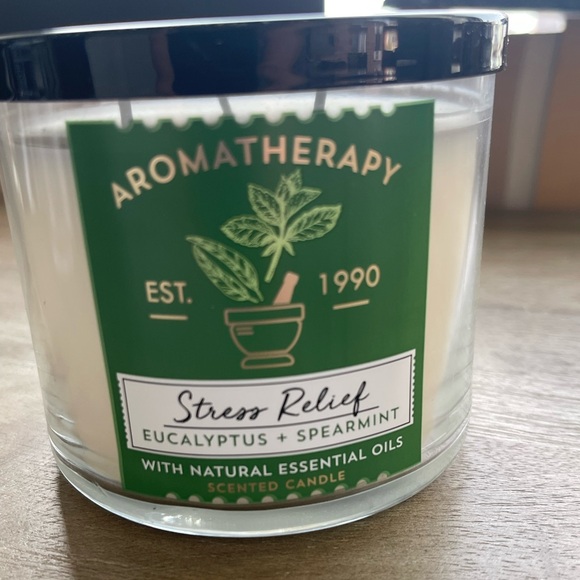 AROMATHERAPY
EST. 1990
Stress Relief
EUCALYPTUS + SPEARMINT
WITH NATURAL ESSENTIAL OILS
SCENTED CANDLE